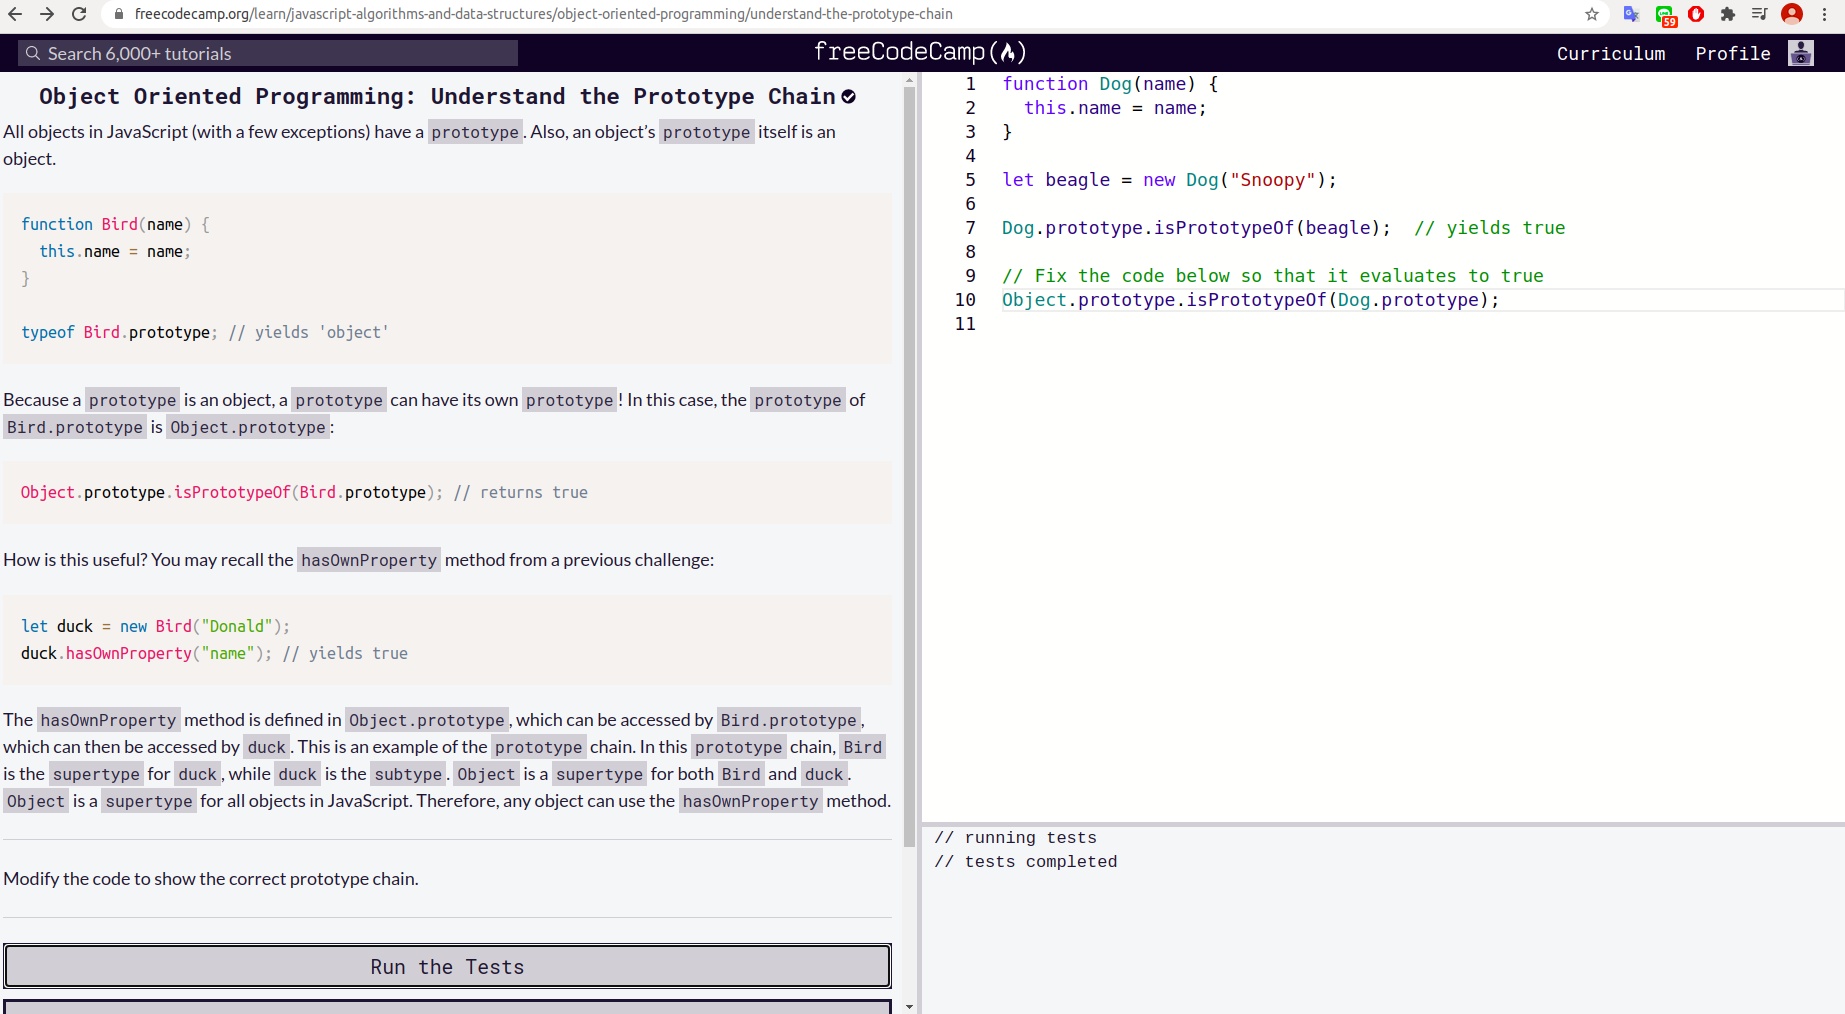 freecodecamp.org/learn/javascript-algorithms-and-data-structures/object-oriented-programming/understand-the-prototype-chain
59
Search 6,000+ tutorials
freeCodeCamp
Curriculum
Profile
Object Oriented Programming: Understand the Prototype Chain
All objects in JavaScript (with a few exceptions) have a prototype. Also, an object’s prototype itself is an
object.
function Bird(name) {
this.name = name;
}
typeof Bird.prototype; // yields 'object'
Because a prototype is an object, a prototype can have its own prototype! In this case, the prototype of
Bird.prototype is Object.prototype:
Object.prototype.isPrototypeOf(Bird.prototype); // returns true
How is this useful? You may recall the hasOwnProperty method from a previous challenge:
let duck = new Bird("Donald");
duck.hasOwnProperty("name"); // yields true
The hasOwnProperty method is defined in Object.prototype, which can be accessed by Bird.prototype,
which can then be accessed by duck. This is an example of the prototype chain. In this prototype chain, Bird
is the supertype for duck, while duck is the subtype. Object is a supertype for both Bird and duck.
Object is a supertype for all objects in JavaScript. Therefore, any object can use the hasOwnProperty method.
Modify the code to show the correct prototype chain.
Run the Tests
1 function Dog(name) {
2 this.name = name;
3 }
4
5 let beagle = new Dog("Snoopy");
6
7 Dog.prototype.isPrototypeOf(beagle); // yields true
8
9 // Fix the code below so that it evaluates to true
10 Object.prototype.isPrototypeOf(Dog.prototype);
11
// running tests
// tests completed